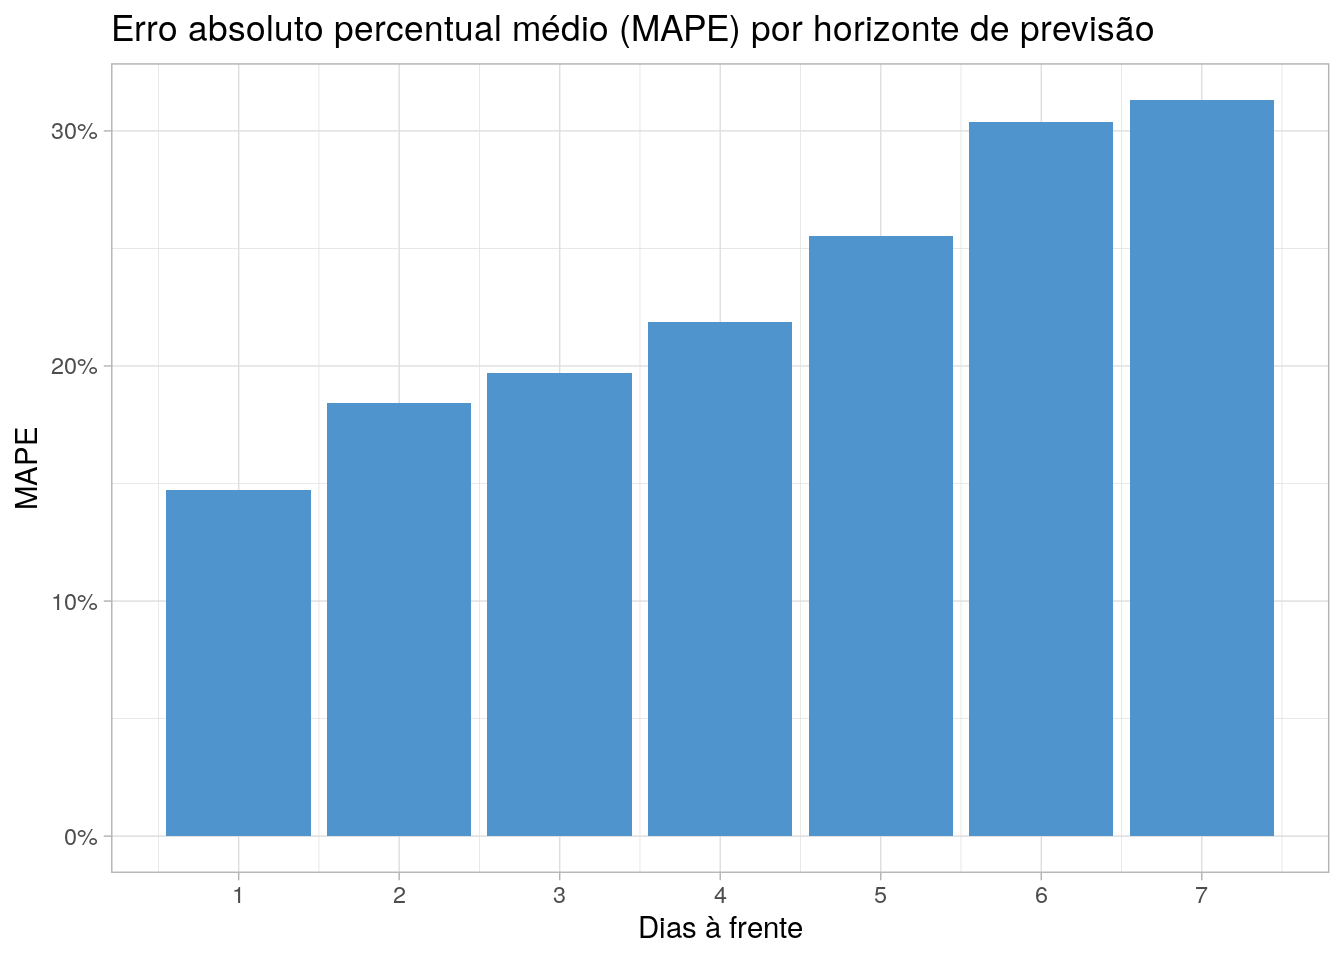 Erro absoluto percentual médio (MAPE) por horizonte de previsão
30%
20%
10%
0%
MAPE
1 2 3 4 5 6 7
Dias à frente